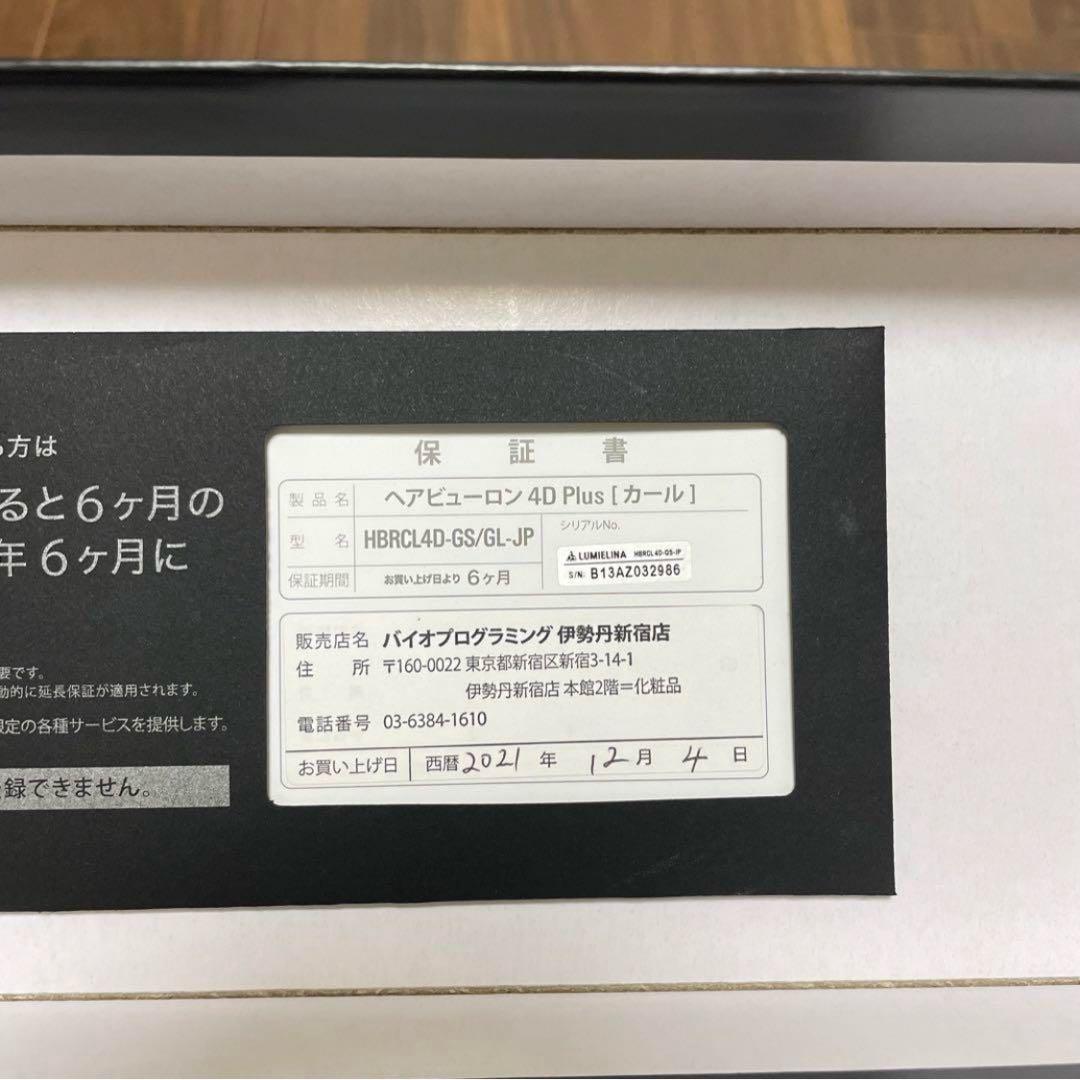 方は
ると6ヶ月の
年6ヶ月に
要です。
動的に延長保証が適用されます。
限定の各種サービスを提供します。
録できません。
保証書
製品名 ヘアビューロン 4D Plus [カール]
型名 HBRCL4D-GS/GL-JP
シリアルNo.
LUMIELINA HBRCL4D-GS-JP
S/N: B13AZ032986
保証期間 お買い上げ日より 6ヶ月
販売店名 バイオプログラミング 伊勢丹新宿店
住所 〒160-0022 東京都新宿区新宿3-14-1
伊勢丹新宿店 本館2階=化粧品
電話番号 03-6384-1610
お買い上げ日 西暦 2021 年 12 月 4 日